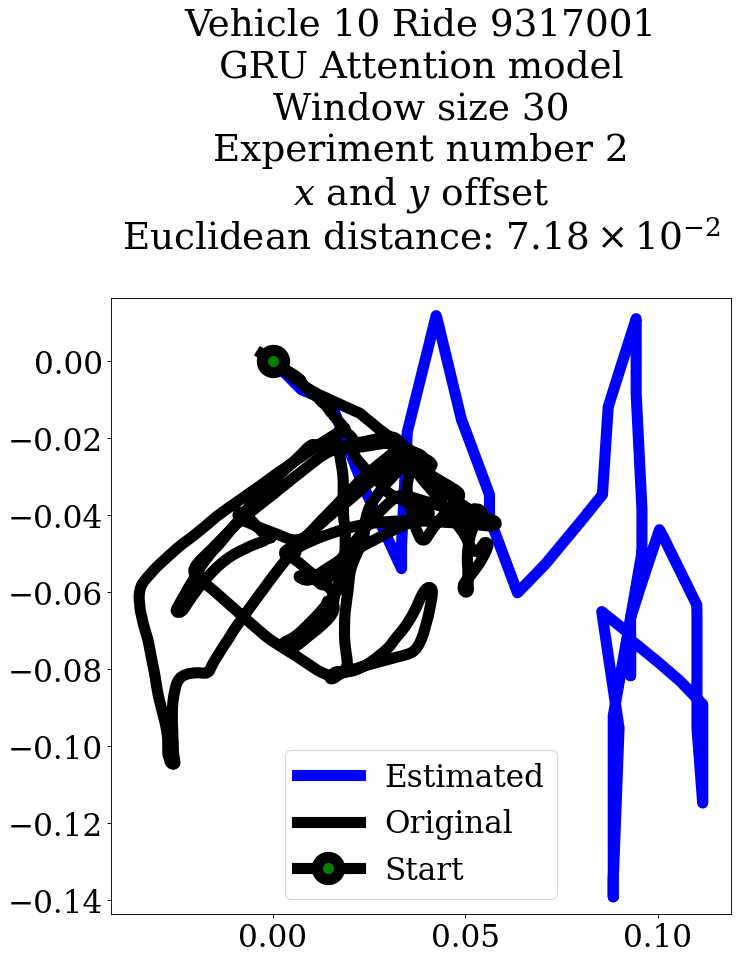 Vehicle 10 Ride 9317001
GRU Attention model
Window size 30
Experiment number 2
x and y offset
Euclidean distance: 7.18 × 10⁻²
0.00
−0.02
−0.04
−0.06
−0.08
−0.10
−0.12
−0.14
Estimated
Original
Start
0.00 0.05 0.10